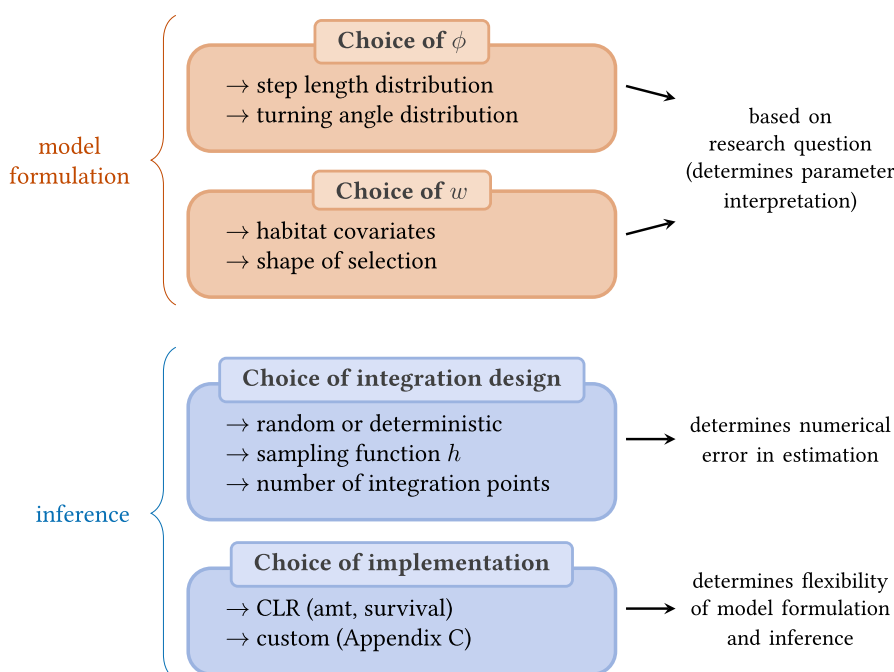 model
formulation
Choice of ϕ
→ step length distribution
→ turning angle distribution
Choice of w
→ habitat covariates
→ shape of selection
based on
research question
(determines parameter
interpretation)
inference
Choice of integration design
→ random or deterministic
→ sampling function h
→ number of integration points
determines numerical
error in estimation
Choice of implementation
→ CLR (amt, survival)
→ custom (Appendix C)
determines flexibility
of model formulation
and inference